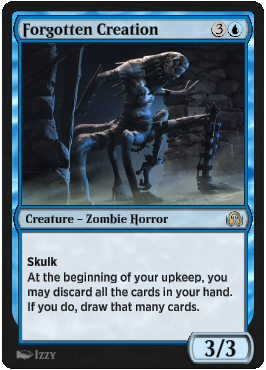 Forgotten Creation 3
Creature – Zombie Horror
Skulk
At the beginning of your upkeep, you
may discard all the cards in your hand.
If you do, draw that many cards.
Izzy
3/3